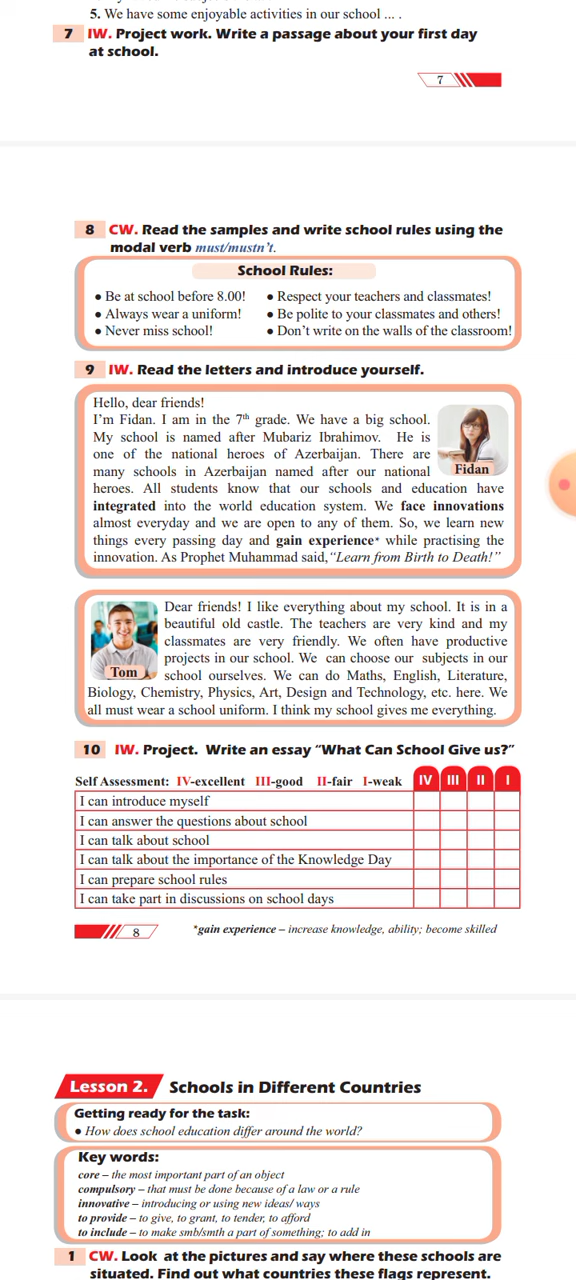 5. We have some enjoyable activities in our school ... .
7 IW. Project work. Write a passage about your first day
at school.
7
8 CW. Read the samples and write school rules using the
modal verb must/mustn't.
School Rules:
• Be at school before 8.00! • Respect your teachers and classmates!
• Always wear a uniform! • Be polite to your classmates and others!
• Never miss school! • Don't write on the walls of the classroom!
9 IW. Read the letters and introduce yourself.
Hello, dear friends!
I'm Fidan. I am in the 7th grade. We have a big school.
My school is named after Mubariz Ibrahimov. He is
one of the national heroes of Azerbaijan. There are
many schools in Azerbaijan named after our national
Fidan
heroes. All students know that our schools and education have
integrated into the world education system. We face innovations
almost everyday and we are open to any of them. So, we learn new
things every passing day and gain experience* while practising the
innovation. As Prophet Muhammad said, "Learn from Birth to Death!"
Dear friends! I like everything about my school. It is in a
beautiful old castle. The teachers are very kind and my
classmates are very friendly. We often have productive
projects in our school. We can choose our subjects in our
Tom
school ourselves. We can do Maths, English, Literature,
Biology, Chemistry, Physics, Art, Design and Technology, etc. here. We
all must wear a school uniform. I think my school gives me everything.
10 IW. Project. Write an essay "What Can School Give us?"
Self Assessment: IV-excellent III-good II-fair I-weak IV III II I
I can introduce myself
I can answer the questions about school
I can talk about school
I can talk about the importance of the Knowledge Day
I can prepare school rules
I can take part in discussions on school days
8
*gain experience – increase knowledge, ability; become skilled
Lesson 2. Schools in Different Countries
Getting ready for the task:
• How does school education differ around the world?
Key words:
core – the most important part of an object
compulsory – that must be done because of a law or a rule
innovative – introducing or using new ideas/ ways
to provide – to give, to grant, to tender, to afford
to include – to make smb/smth a part of something; to add in
1 CW. Look at the pictures and say where these schools are
situated. Find out what countries these flags represent.